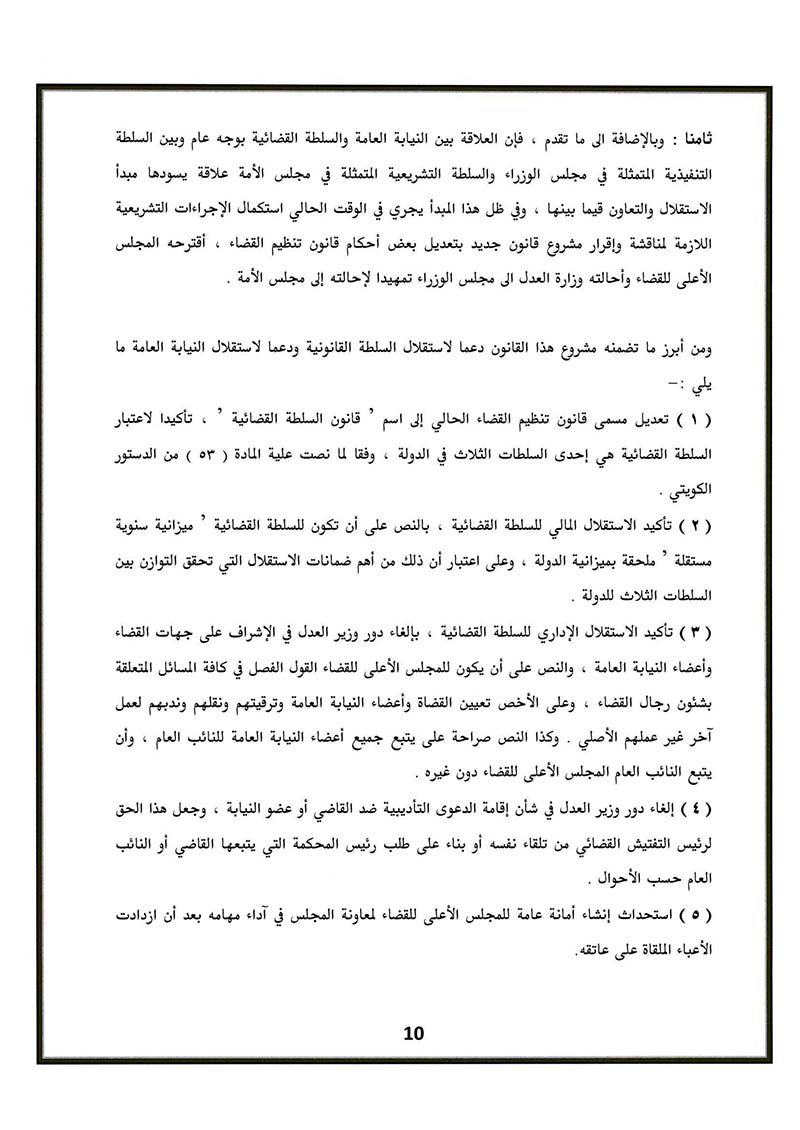 ثامنا : وبالإضافة الى ما تقدم ، فإن العلاقة بين النيابة العامة والسلطة القضائية بوجه عام وبين السلطة
التنفيذية المتمثلة في مجلس الوزراء والسلطة التشريعية المتمثلة في مجلس الأمة علاقة يسودها مبدأ
الاستقلال والتعاون قيما بينها ، وفي ظل هذا المبدأ يجري في الوقت الحالي استكمال الإجراءات التشريعية
اللازمة لمناقشة وإقرار مشروع قانون جديد بتعديل بعض أحكام قانون تنظيم القضاء ، أقترحه المجلس
الأعلى للقضاء وأحالته وزارة العدل الى مجلس الوزراء تمهيدا لإحالته إلى مجلس الأمة .
ومن أبرز ما تضمنه مشروع هذا القانون دعما لاستقلال السلطة القانونية ودعما لاستقلال النيابة العامة ما
يلي :–
( ١ ) تعديل مسمى قانون تنظيم القضاء الحالي إلى اسم ’ قانون السلطة القضائية ’ ، تأكيدا لاعتبار
السلطة القضائية هي إحدى السلطات الثلاث في الدولة ، وفقا لما نصت علية المادة ( ٥٣ ) من الدستور
الكويتي .
( ٢ ) تأكيد الاستقلال المالي للسلطة القضائية ، بالنص على أن تكون للسلطة القضائية ’ ميزانية سنوية
مستقلة ’ ملحقة بميزانية الدولة ، وعلى اعتبار أن ذلك من أهم ضمانات الاستقلال التي تحقق التوازن بين
السلطات الثلاث للدولة .
( ٣ ) تأكيد الاستقلال الإداري للسلطة القضائية ، بإلغاء دور وزير العدل في الإشراف على جهات القضاء
وأعضاء النيابة العامة ، والنص على أن يكون للمجلس الأعلى للقضاء القول الفصل في كافة المسائل المتعلقة
بشئون رجال القضاء ، وعلى الأخص تعيين القضاة وأعضاء النيابة العامة وترقيتهم ونقلهم وندبهم لعمل
آخر غير عملهم الأصلي . وكذا النص صراحة على يتبع جميع أعضاء النيابة العامة للنائب العام ، وأن
يتبع النائب العام المجلس الأعلى للقضاء دون غيره .
( ٤ ) إلغاء دور وزير العدل في شأن إقامة الدعوى التأديبية ضد القاضي أو عضو النيابة ، وجعل هذا الحق
لرئيس التفتيش القضائي من تلقاء نفسه أو بناء على طلب رئيس المحكمة التي يتبعها القاضي أو النائب
العام حسب الأحوال .
( ٥ ) استحداث إنشاء أمانة عامة للمجلس الأعلى للقضاء لمعاونة المجلس في آداء مهامه بعد أن ازدادت
الأعباء الملقاة على عاتقه.
10